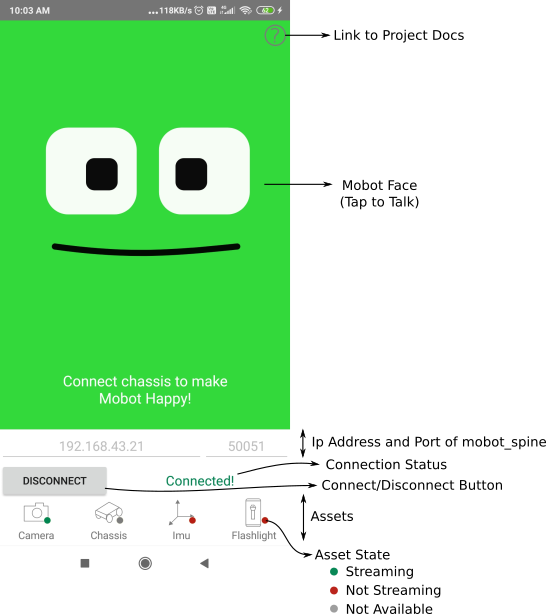 10:03 AM
...118KB/s
4G
62
?
Link to Project Docs
Mobot Face
(Tap to Talk)
Connect chassis to make
Mobot Happy!
192.168.43.21
50051
Ip Address and Port of mobot_spine
Connection Status
DISCONNECT
Connected!
Connect/Disconnect Button
Assets
Camera
Chassis
Imu
Flashlight
Asset State
Streaming
Not Streaming
Not Available